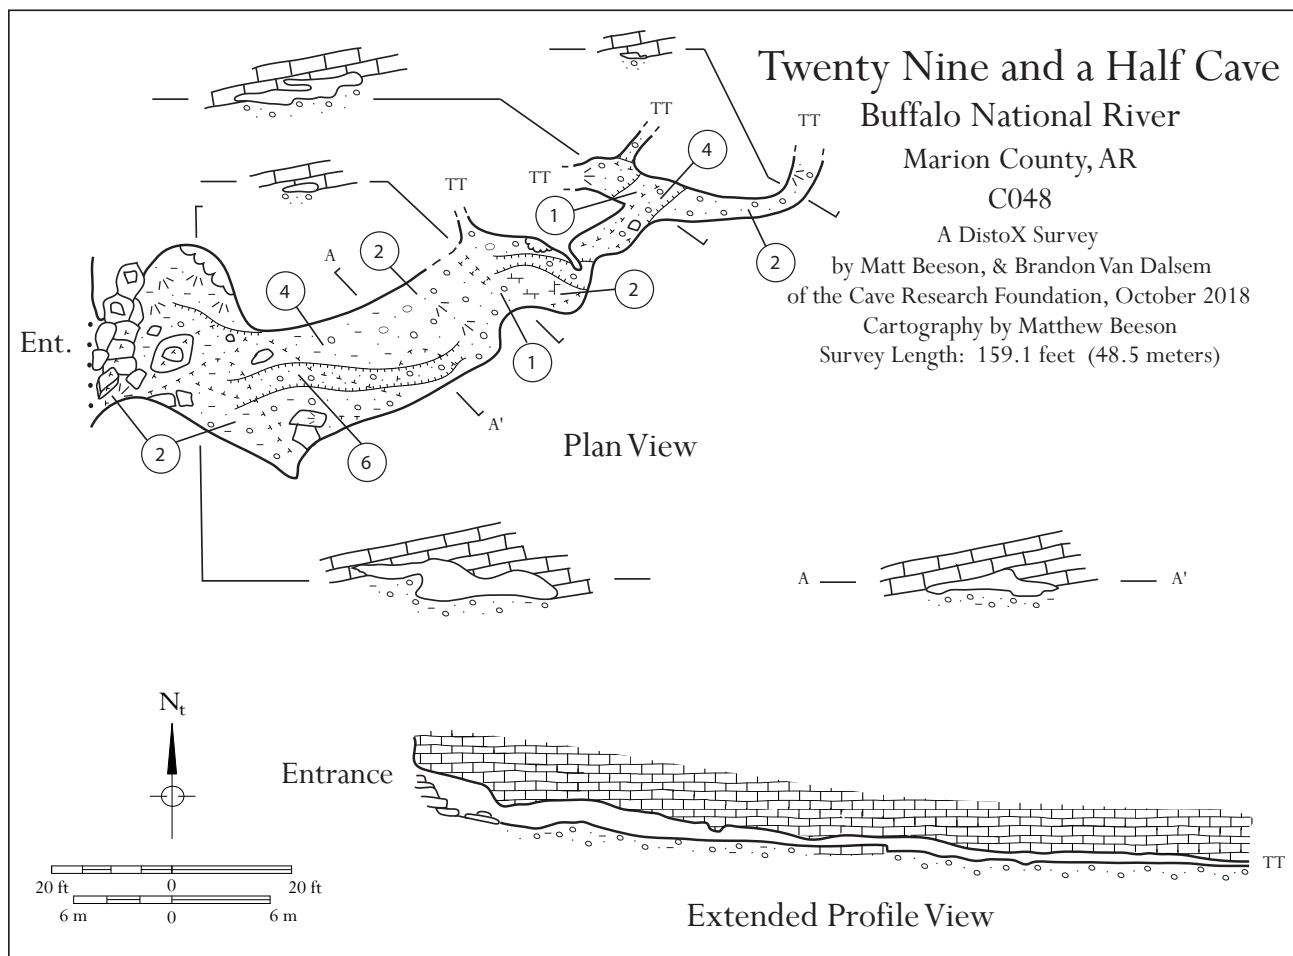 Twenty Nine and a Half Cave
Buffalo National River
Marion County, AR
C048
A DistoX Survey
by Matt Beeson, & Brandon Van Dalsem
of the Cave Research Foundation, October 2018
Cartography by Matthew Beeson
Survey Length: 159.1 feet (48.5 meters)
TT
TT
4
TT
TT
1
A
2
2
4
2
Ent.
1
A'
Plan View
2
6
A
A'
N_t
Entrance
TT
20 ft
0
20 ft
6 m
0
6 m
Extended Profile View